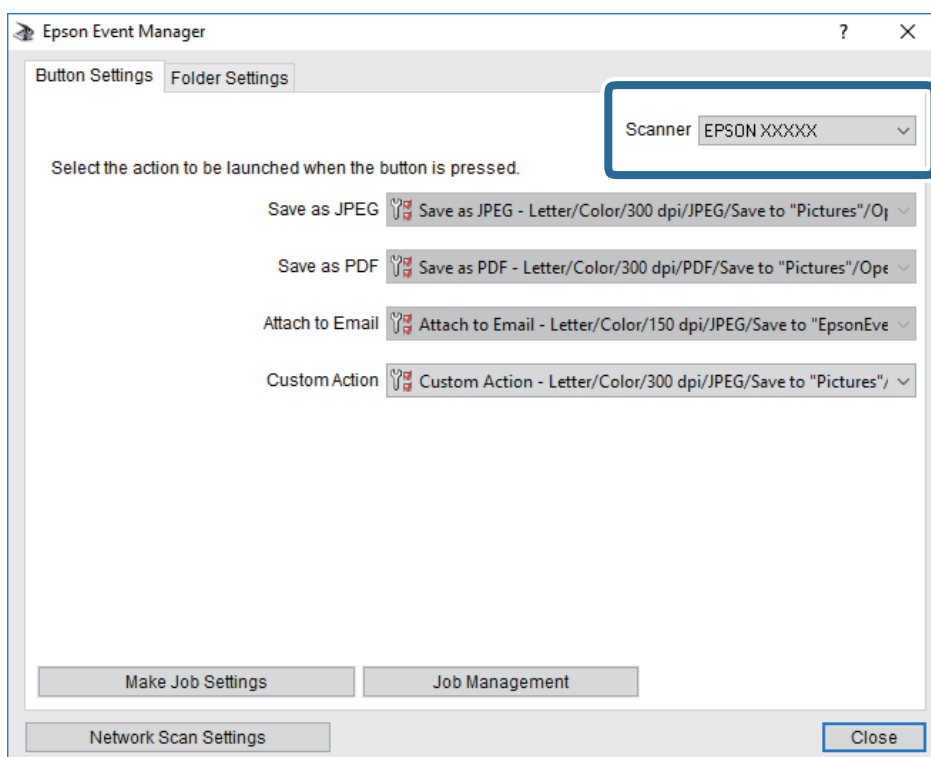 Epson Event Manager
Button Settings Folder Settings
Scanner EPSON XXXXX
Select the action to be launched when the button is pressed.
Save as JPEG Save as JPEG - Letter/Color/300 dpi/JPEG/Save to "Pictures"/Op
Save as PDF Save as PDF - Letter/Color/300 dpi/PDF/Save to "Pictures"/Ope
Attach to Email Attach to Email - Letter/Color/150 dpi/JPEG/Save to "EpsonEve
Custom Action Custom Action - Letter/Color/300 dpi/JPEG/Save to "Pictures"/
Make Job Settings Job Management
Network Scan Settings Close